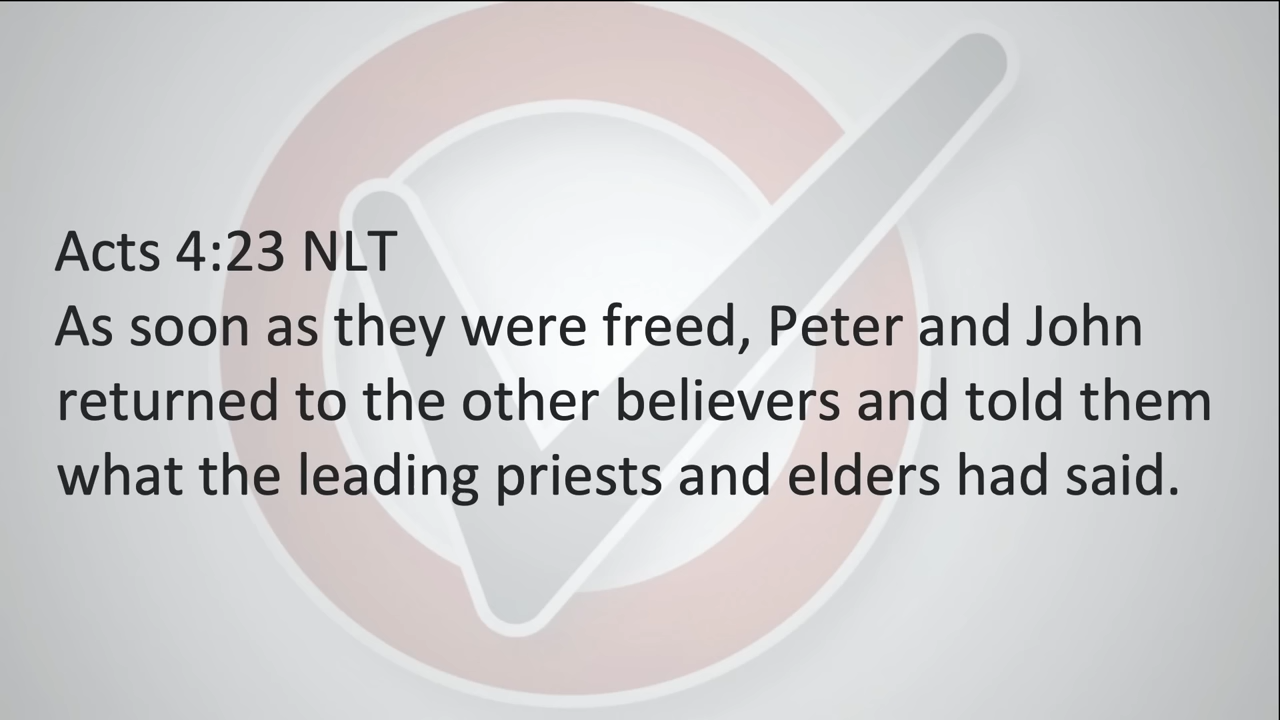 Acts 4:23 NLT
As soon as they were freed, Peter and John
returned to the other believers and told them
what the leading priests and elders had said.